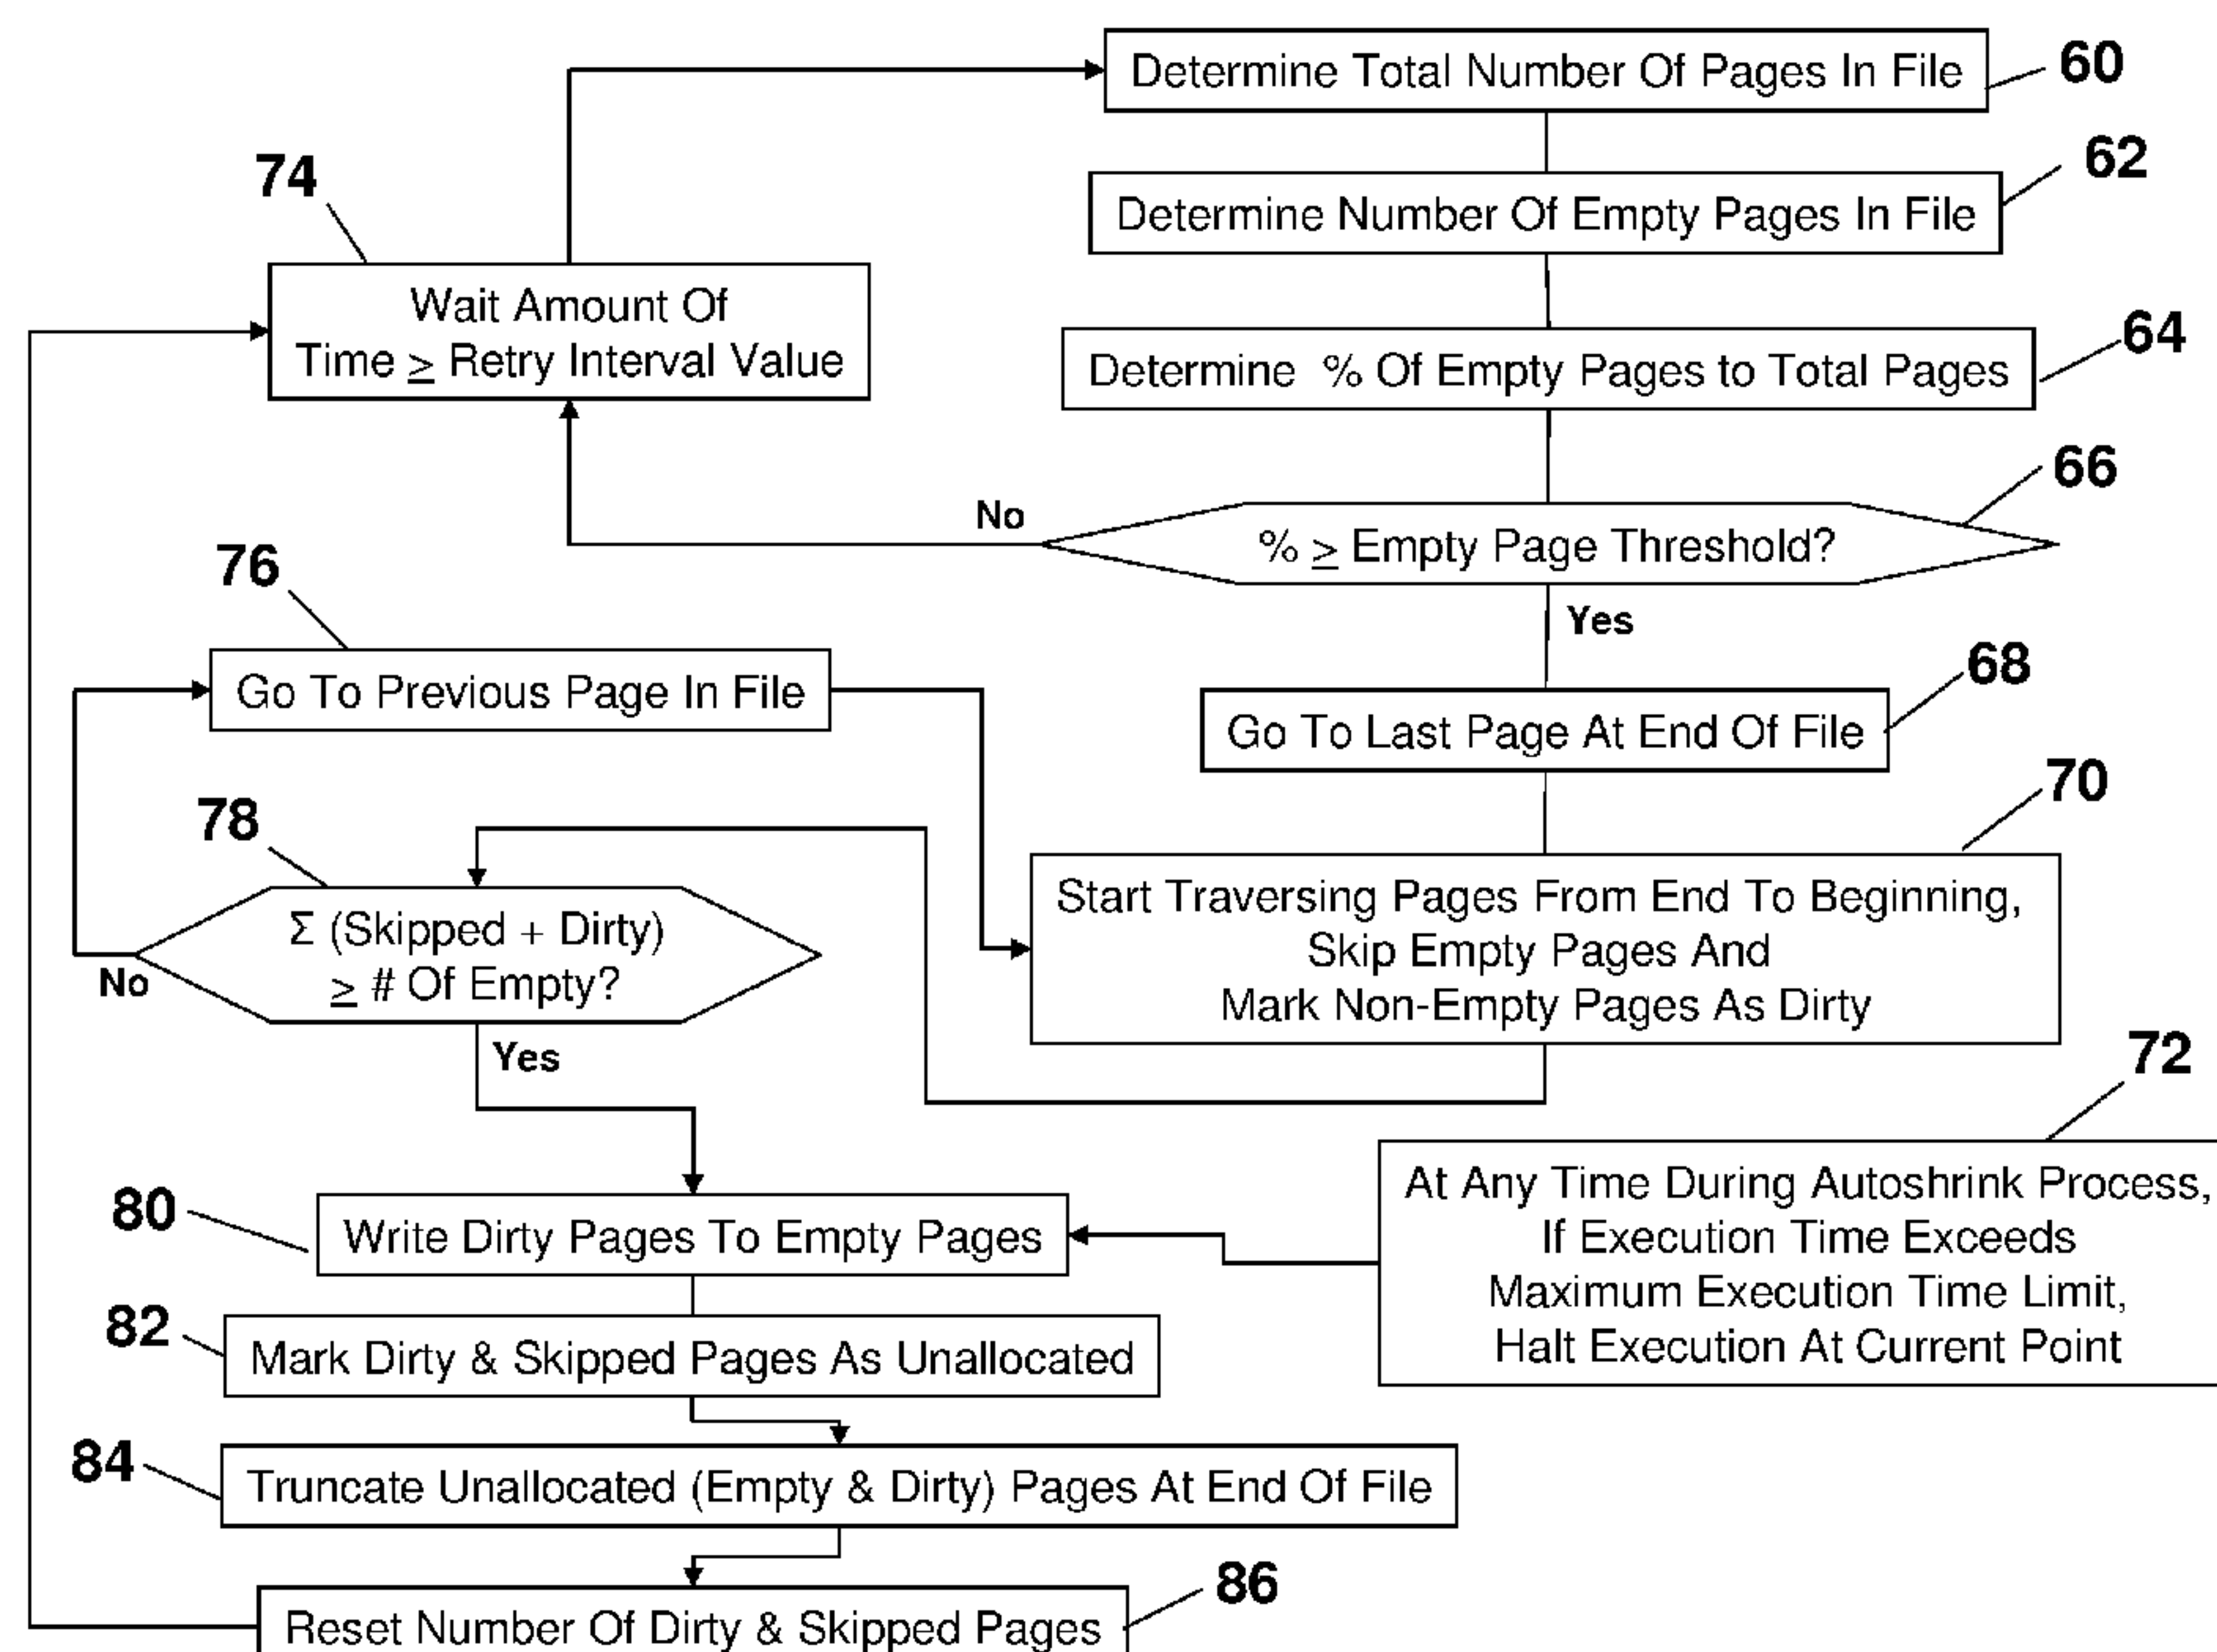 Determine Total Number Of Pages In File
60
Determine Number Of Empty Pages In File
62
74
Wait Amount Of
Time ≥ Retry Interval Value
Determine % Of Empty Pages to Total Pages
64
66
No
% ≥ Empty Page Threshold?
Yes
76
Go To Previous Page In File
68
Go To Last Page At End Of File
70
78
Σ (Skipped + Dirty)
≥ # Of Empty?
No
Yes
Start Traversing Pages From End To Beginning,
Skip Empty Pages And
Mark Non-Empty Pages As Dirty
72
At Any Time During Autoshrink Process,
If Execution Time Exceeds
Maximum Execution Time Limit,
Halt Execution At Current Point
80
Write Dirty Pages To Empty Pages
82
Mark Dirty & Skipped Pages As Unallocated
84
Truncate Unallocated (Empty & Dirty) Pages At End Of File
86
Reset Number Of Dirty & Skipped Pages